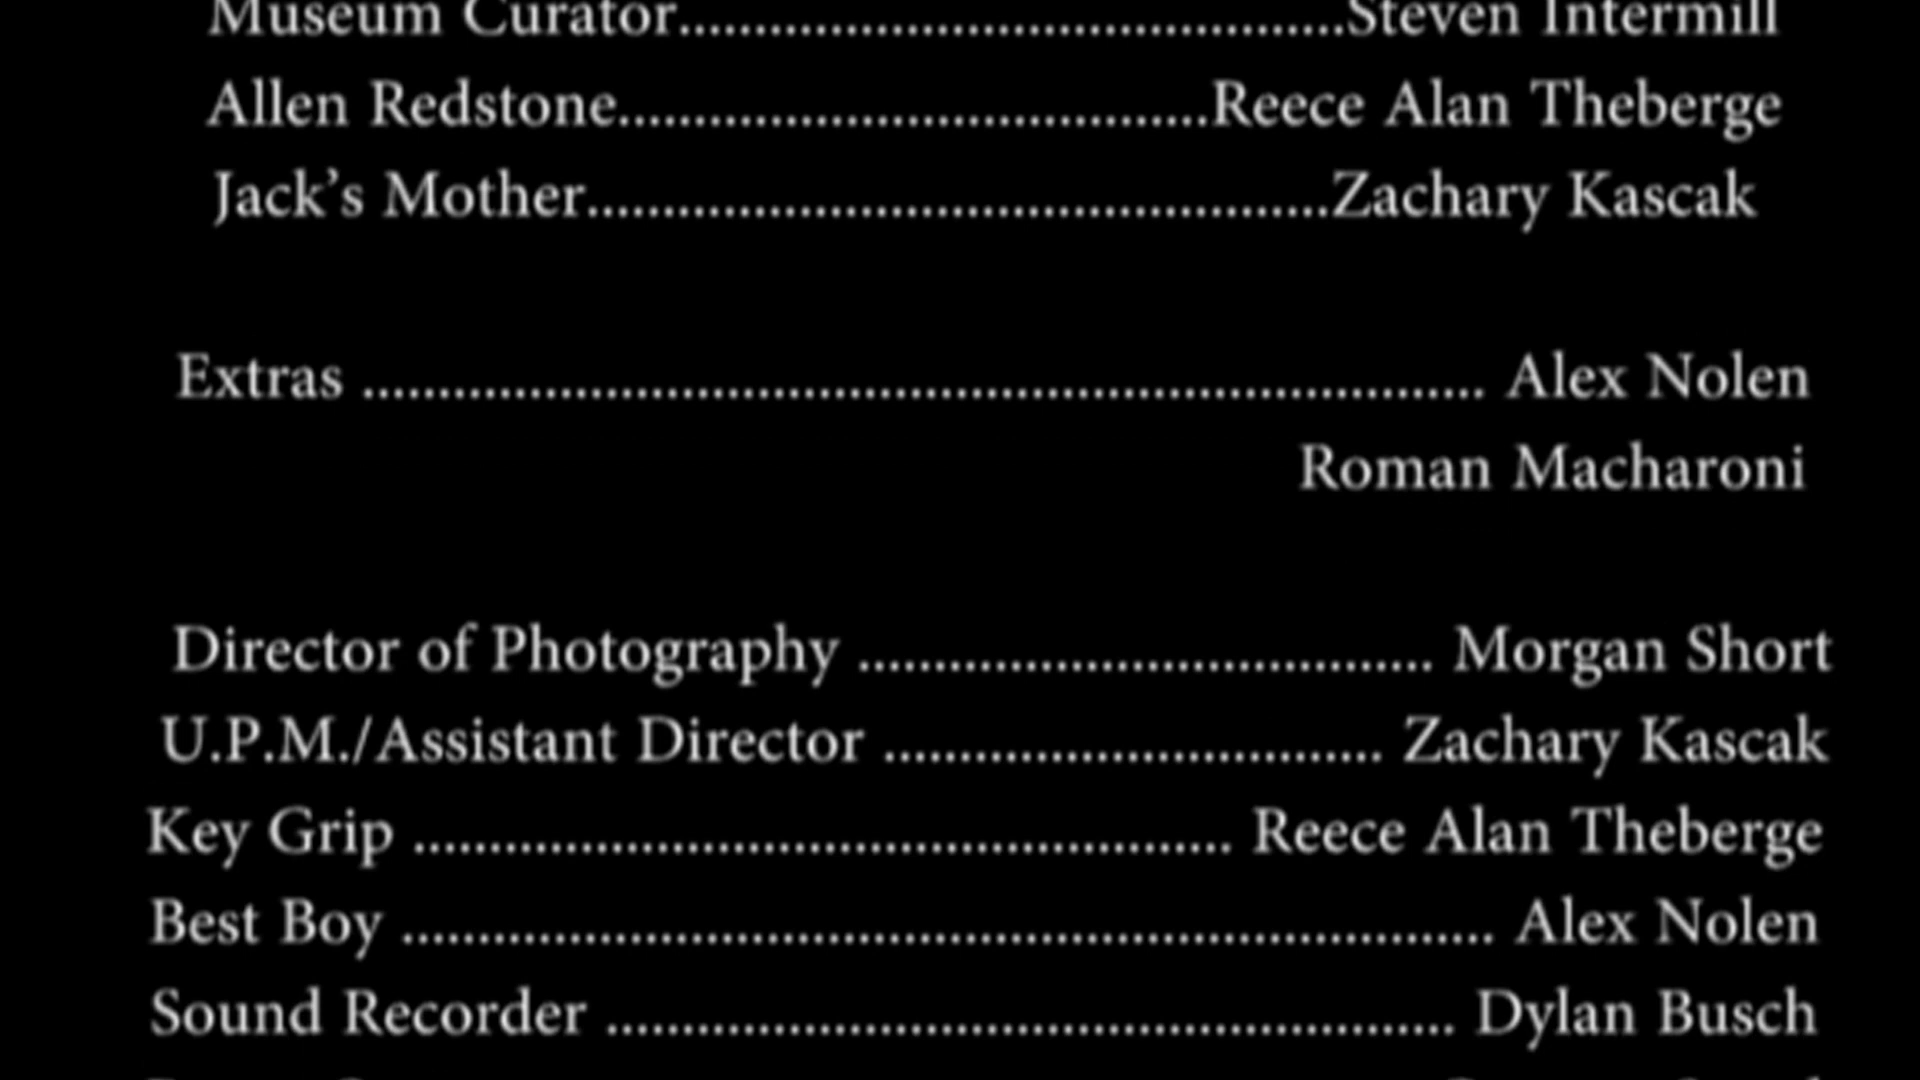 Museum Curator............................................Steven Intermill
Allen Redstone.......................................Reece Alan Theberge
Jack's Mother.................................................Zachary Kascak
Extras .......................................................................... Alex Nolen
Roman Macharoni
Director of Photography ...................................... Morgan Short
U.P.M./Assistant Director ................................. Zachary Kascak
Key Grip ...................................................... Reece Alan Theberge
Best Boy ........................................................................ Alex Nolen
Sound Recorder ........................................................ Dylan Busch